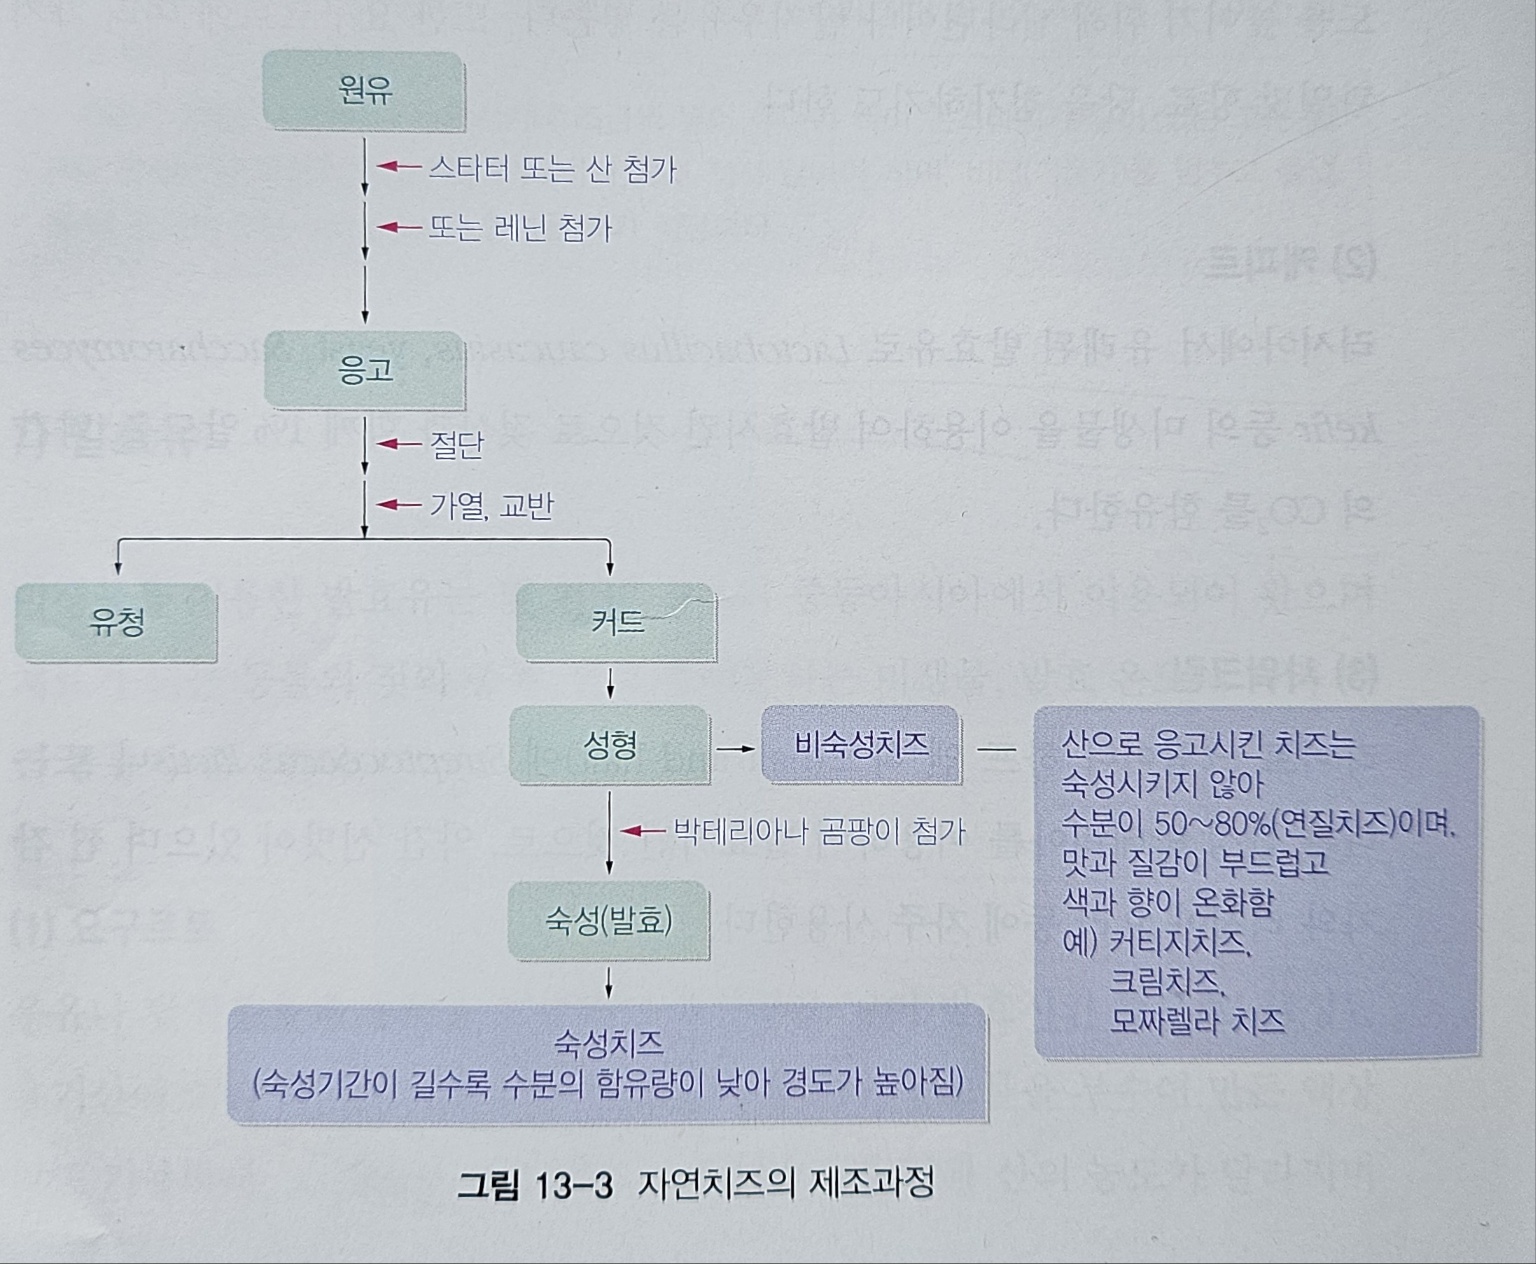 원유
스타터 또는 산 첨가
또는 레닌 첨가
응고
절단
가열, 교반
유청
커드
성형
비숙성치즈
산으로 응고시킨 치즈는
숙성시키지 않아
수분이 50~80%(연질치즈)이며,
맛과 질감이 부드럽고
색과 향이 온화함
예) 커티지치즈,
크림치즈,
모짜렐라 치즈
박테리아나 곰팡이 첨가
숙성(발효)
숙성치즈
(숙성기간이 길수록 수분의 함유량이 낮아 경도가 높아짐)
그림 13-3 자연치즈의 제조과정